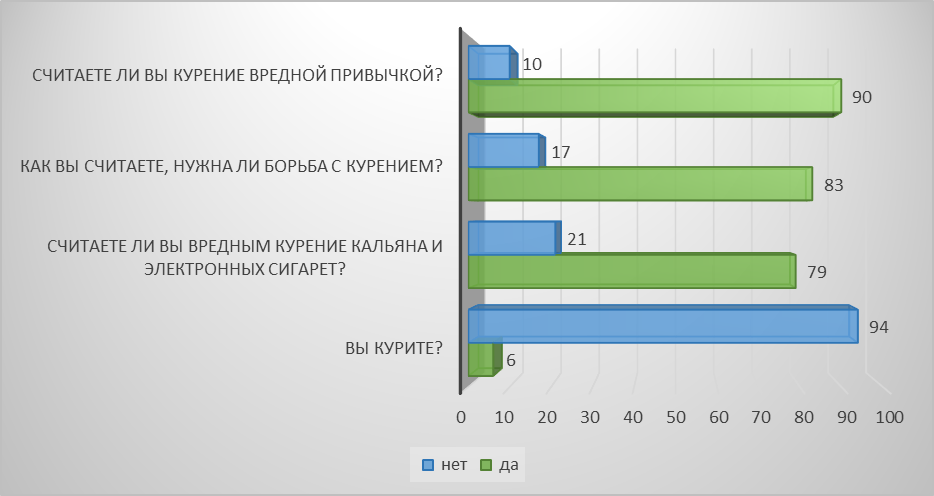 СЧИТАЕТЕ ЛИ ВЫ КУРЕНИЕ ВРЕДНОЙ ПРИВЫЧКОЙ?
10
90
КАК ВЫ СЧИТАЕТЕ, НУЖНА ЛИ БОРЬБА С КУРЕНИЕМ?
17
83
СЧИТАЕТЕ ЛИ ВЫ ВРЕДНЫМ КУРЕНИЕ КАЛЬЯНА И
ЭЛЕКТРОННЫХ СИГАРЕТ?
21
79
ВЫ КУРИТЕ?
94
6
0 10 20 30 40 50 60 70 80 90 100
нет да